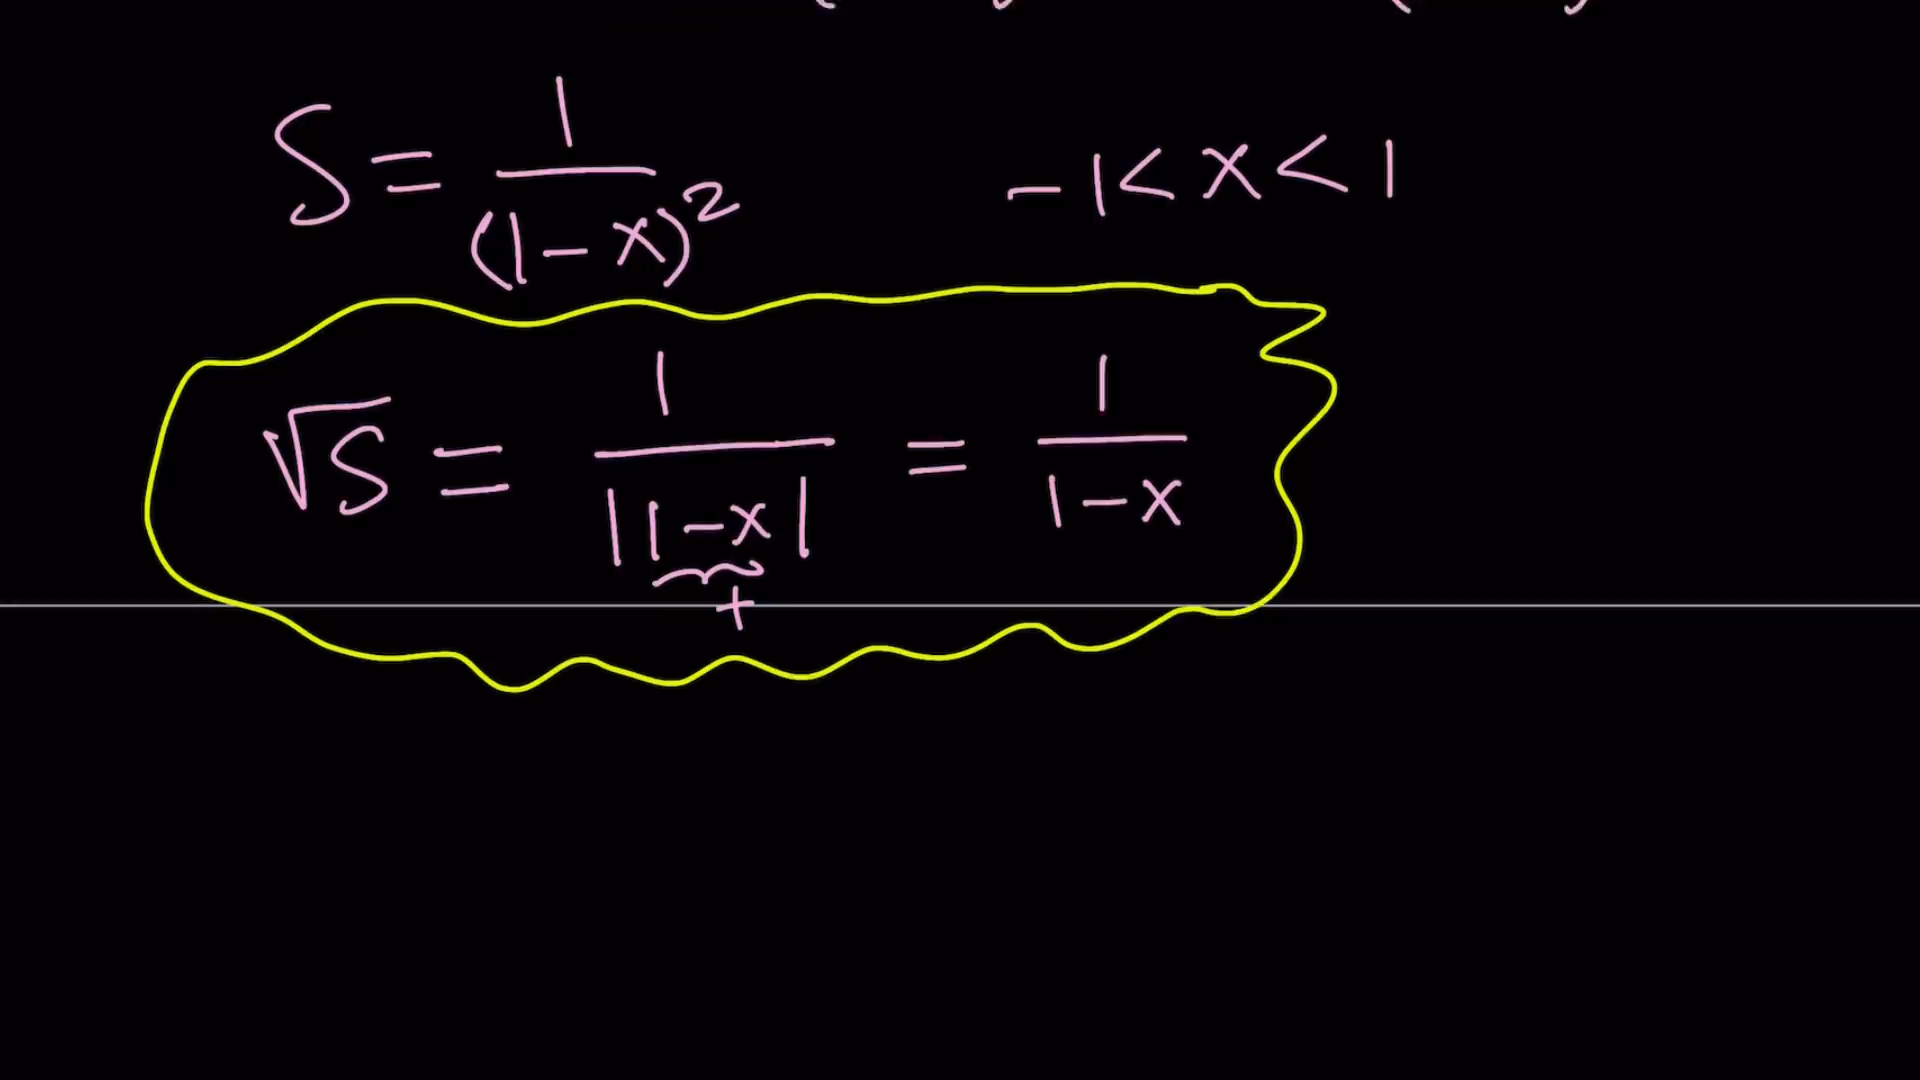 S = 1/(1-x)² -1 < x < 1
√S = 1/|1-x| = 1/1-x
+